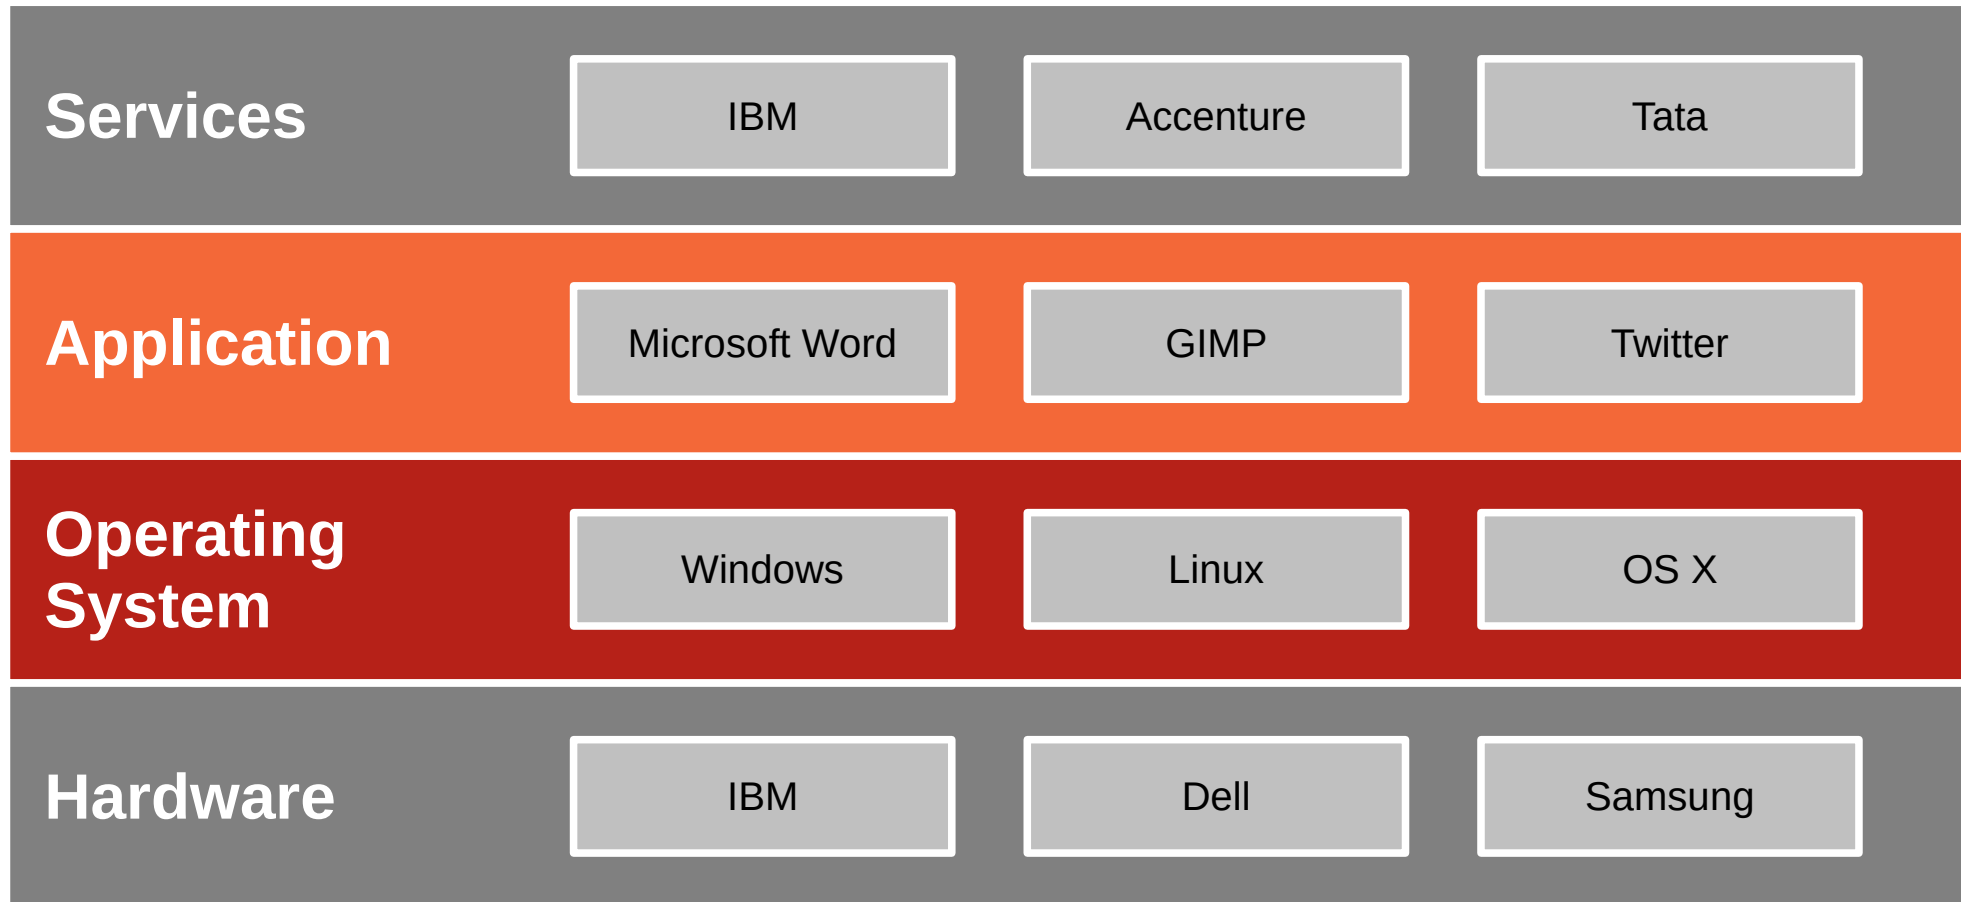 Services
IBM
Accenture
Tata
Application
Microsoft Word
GIMP
Twitter
Operating
System
Windows
Linux
OS X
Hardware
IBM
Dell
Samsung